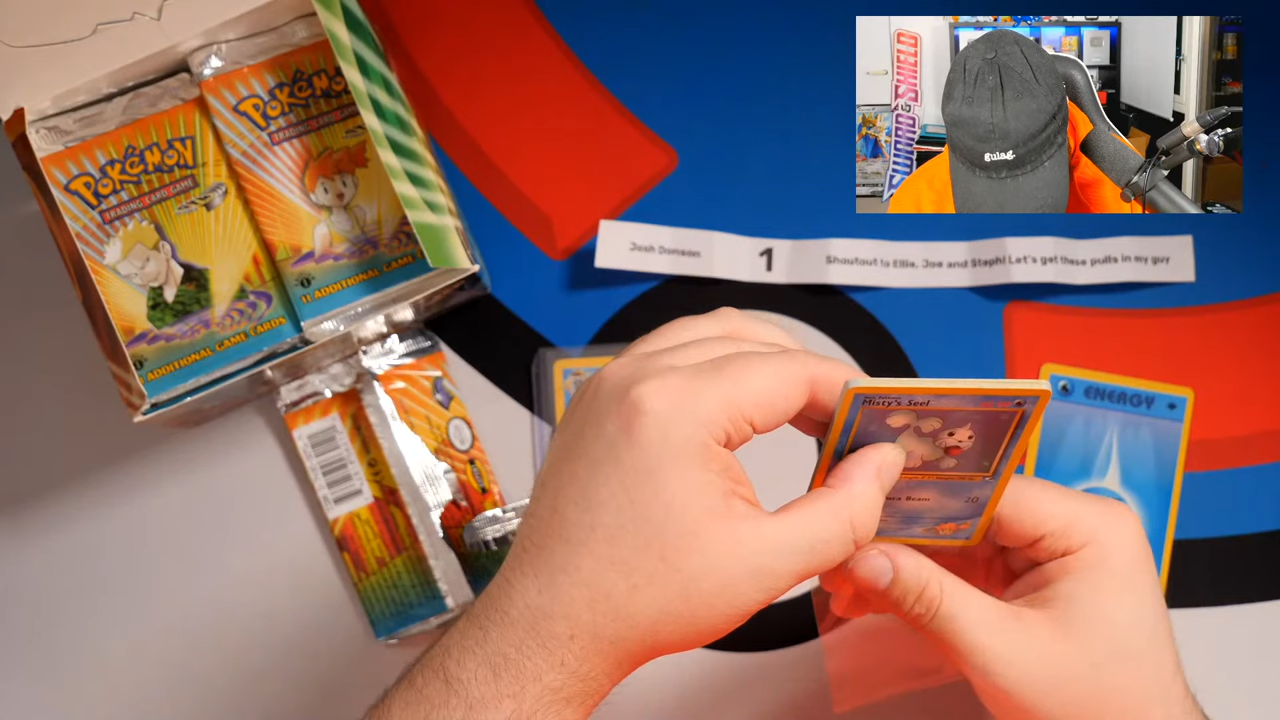 Pokémon
TRADING CARD GAME
11 ADDITIONAL GAME CARDS
Pokémon
TRADING CARD GAME
11 ADDITIONAL GAME C
SWORD & SHIELD
gulag.
Josh Donson 1 Shoutout to Ellie, Joe and Steph! Let's get these pulls in my guy
Misty's Seel
Beam 20
ENERGY